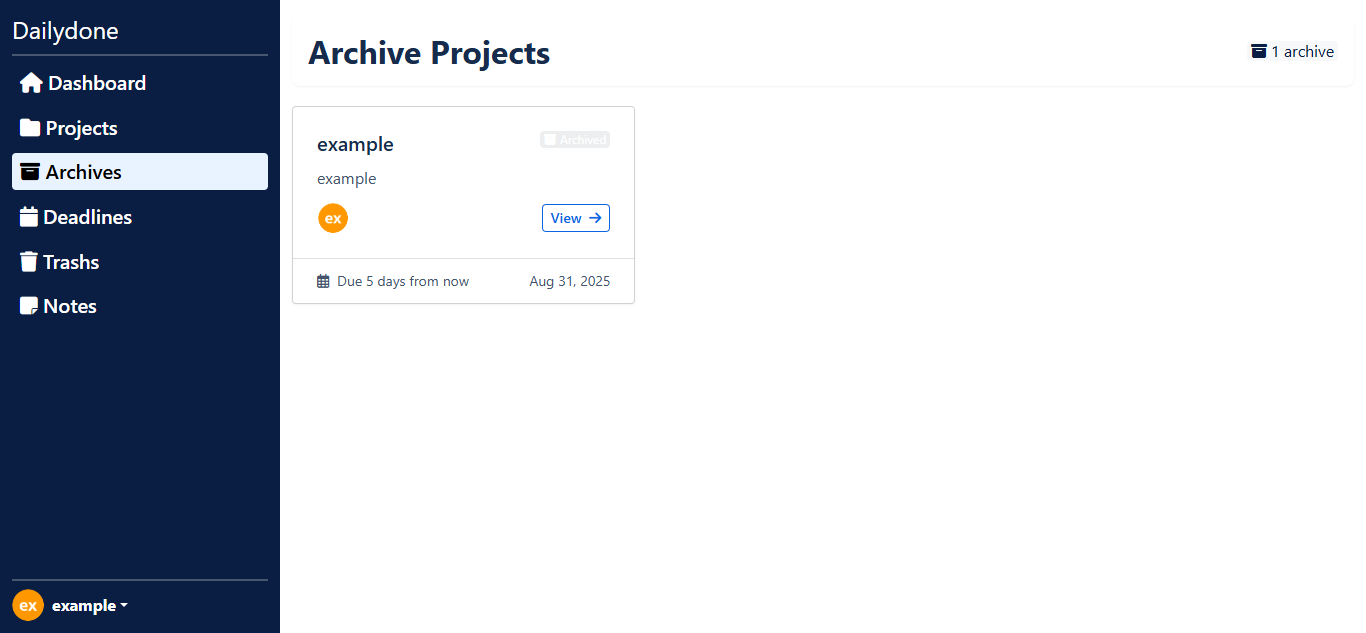 Dailydone
Dashboard
Projects
Archives
Deadlines
Trashs
Notes
ex example
Archive Projects
1 archive
example
Archived
example
ex
View
Due 5 days from now
Aug 31, 2025